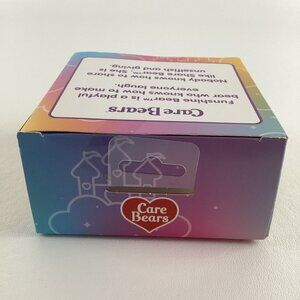 Care Bears™
Funshine Bear™ is a playful
bear who knows how to make
everyone laugh.
Nobody knows how to share
like Share Bear™. She is
unselfish and giving.
Care
Bears